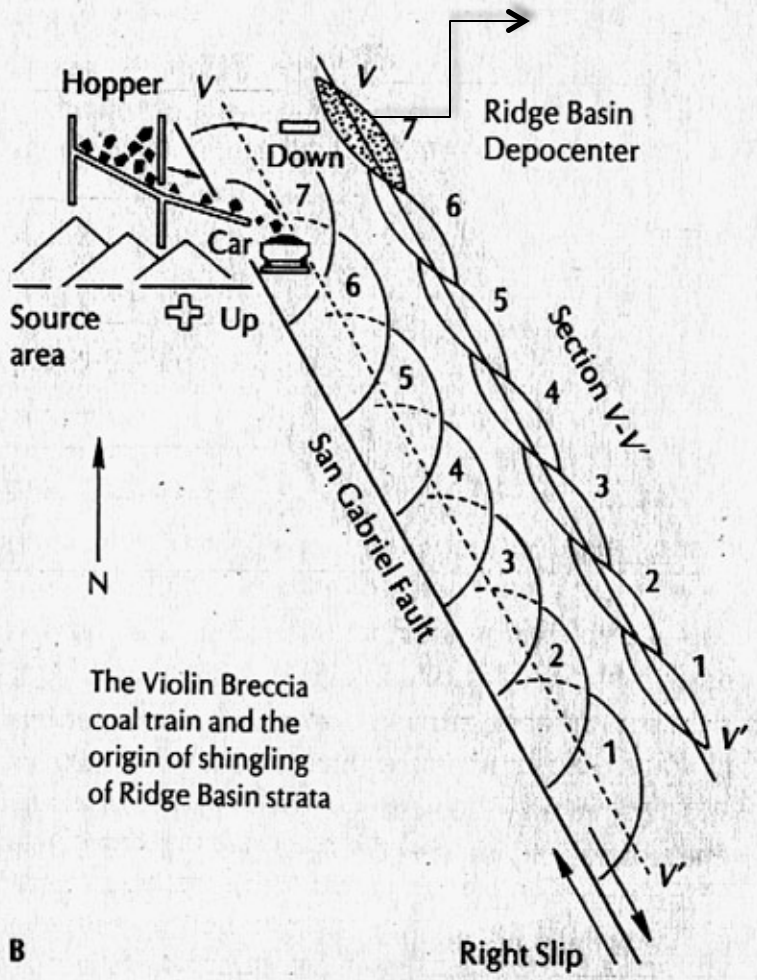 Hopper
V
V
Ridge Basin
Depocenter
Down
7
7
6
Car
6
5
Source
area
Up
5
4
Section V-V'
San Gabriel Fault
4
3
N
3
2
The Violin Breccia
coal train and the
origin of shingling
of Ridge Basin strata
2
1
V'
1
V'
B
Right Slip